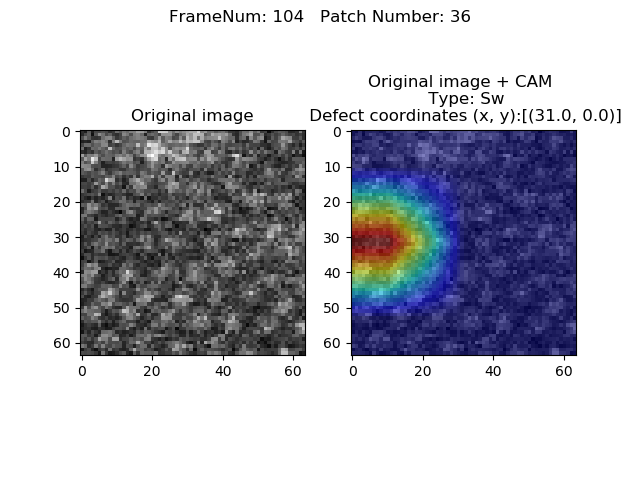 FrameNum: 104   Patch Number: 36
Original image
Original image + CAM
Type: Sw
Defect coordinates (x, y):[(31.0, 0.0)]
0
10
20
30
40
50
60
0 20 40 60
0
10
20
30
40
50
60
0 20 40 60